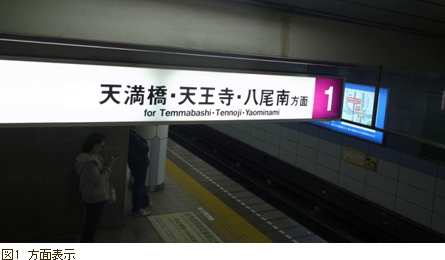 天満橋・天王寺・八尾南方面 1
for Temmabashi・Tennoji・Yaominami
図1 方面表示